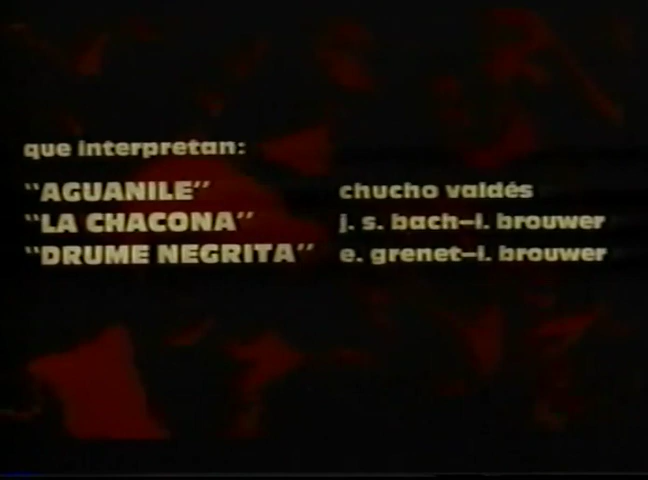 que interpretan:
"AGUANILE" chucho valdés
"LA CHACONA" j. s. bach—l. brouwer
"DRUME NEGRITA" e. grenet—l. brouwer